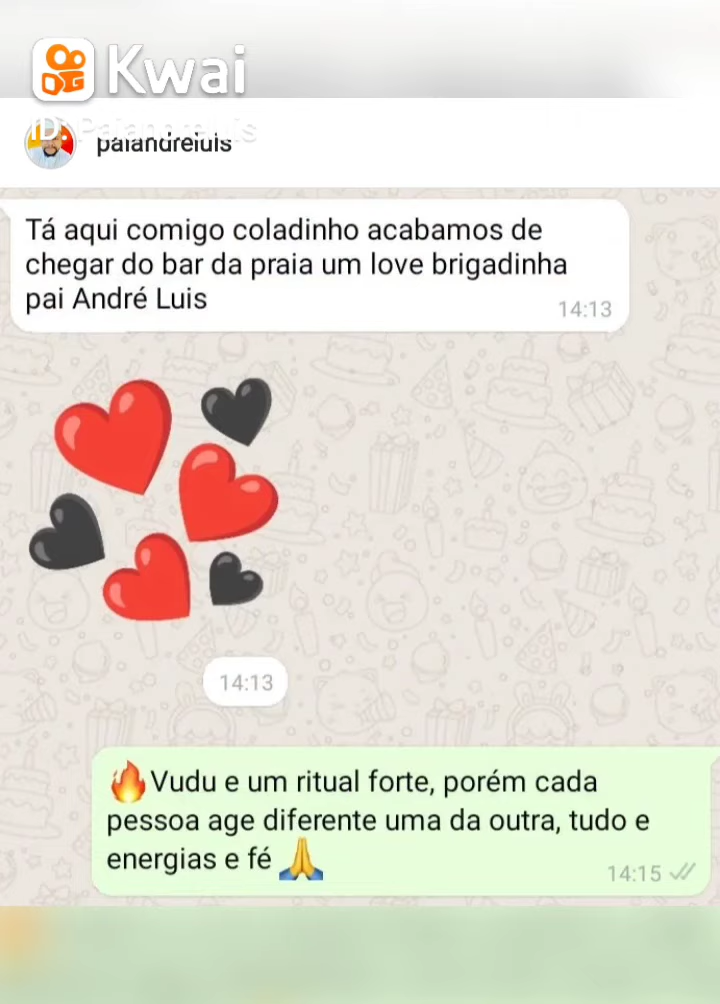 Kwai
ID: Paiandreluis
paiandreluis
Tá aqui comigo coladinho acabamos de
chegar do bar da praia um love brigadinha
pai André Luis
14:13
14:13
🔥Vudu e um ritual forte, porém cada
pessoa age diferente uma da outra, tudo e
energias e fé 🙏
14:15